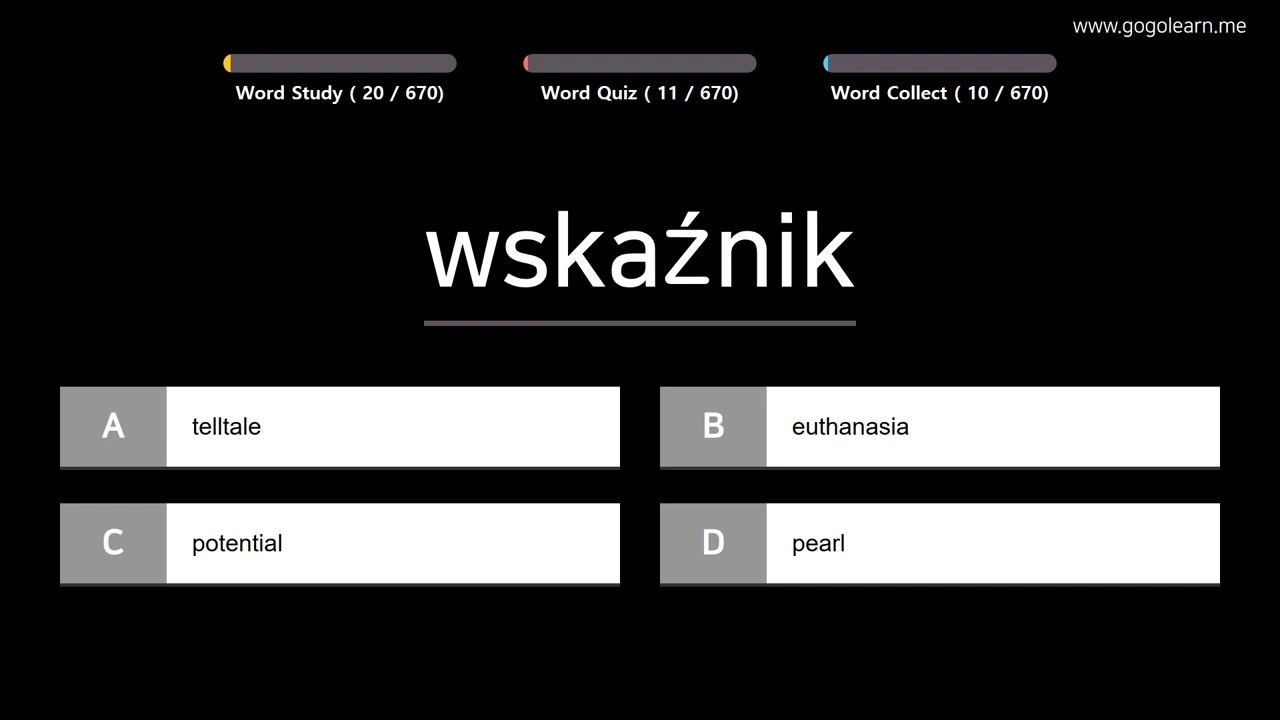 www.gogolearn.me
Word Study ( 20 / 670)
Word Quiz ( 11 / 670)
Word Collect ( 10 / 670)
wskaźnik
A telltale
B euthanasia
C potential
D pearl